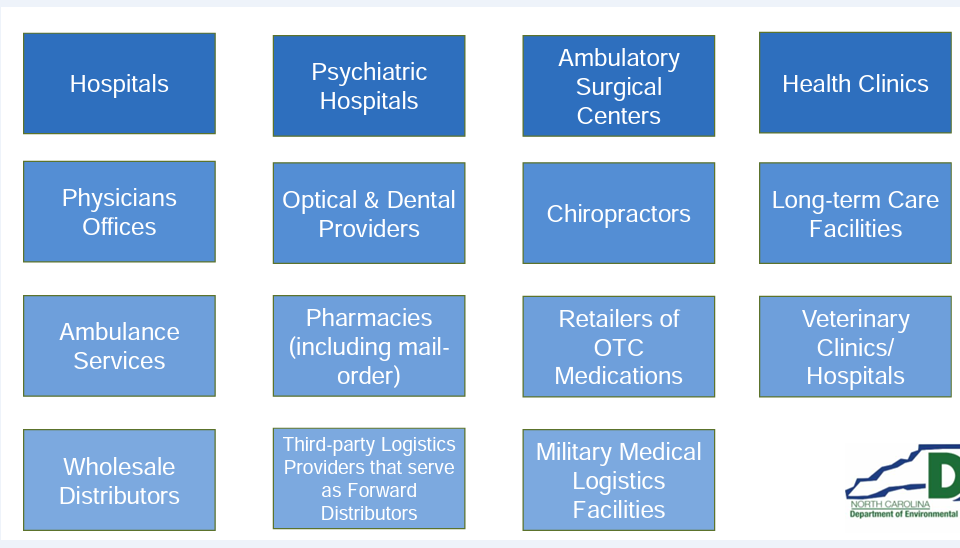 Hospitals
Psychiatric
Hospitals
Ambulatory
Surgical
Centers
Health Clinics
Physicians
Offices
Optical & Dental
Providers
Chiropractors
Long-term Care
Facilities
Ambulance
Services
Pharmacies
(including mail-
order)
Retailers of
OTC
Medications
Veterinary
Clinics/
Hospitals
Wholesale
Distributors
Third-party Logistics
Providers that serve
as Forward
Distributors
Military Medical
Logistics
Facilities
D
NORTH CAROLINA
Department of Environmental